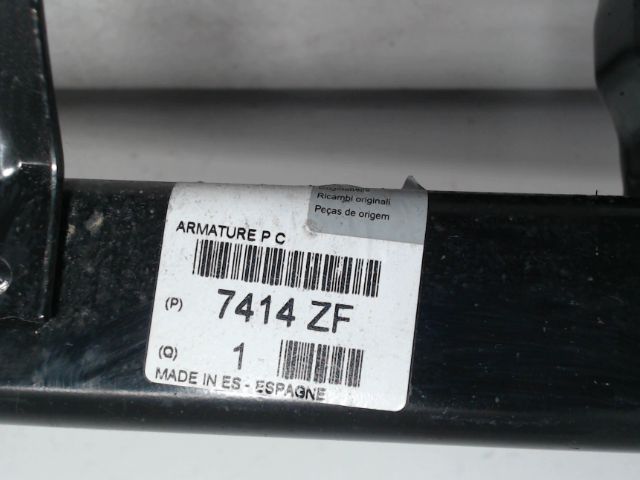 Ricambi originali
Peças de origem
ARMATURE P C
(P) 7414 ZF
(Q) 1
MADE IN ES - ESPAGNE